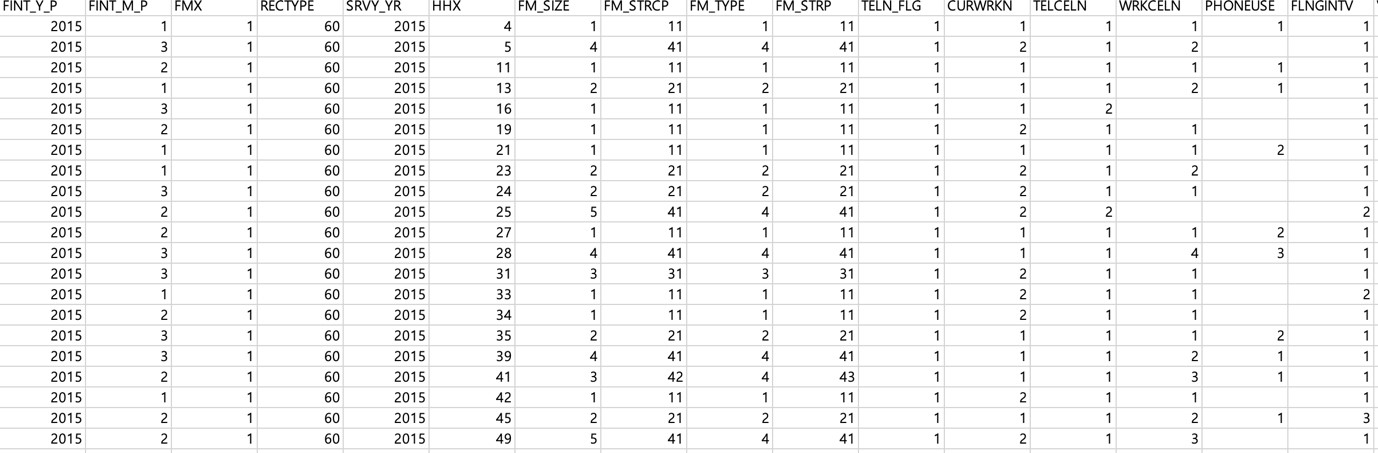 FINT_Y_P FINT_M_P FMX RECTYPE SRVY_YR HHX FM_SIZE FM_STRCP FM_TYPE FM_STRP TELN_FLG CURWRKN TELCELN WRKCELN PHONEUSE FLNGINTV
2015 1 1 60 2015 4 1 11 1 11 1 1 1 1 1 1
2015 3 1 60 2015 5 4 41 4 41 1 2 1 2 1
2015 2 1 60 2015 11 1 11 1 11 1 1 1 1 1 1
2015 1 1 60 2015 13 2 21 2 21 1 1 1 2 1 1
2015 3 1 60 2015 16 1 11 1 11 1 1 2 1
2015 2 1 60 2015 19 1 11 1 11 1 2 1 1 1
2015 1 1 60 2015 21 1 11 1 11 1 1 1 1 2 1
2015 1 1 60 2015 23 2 21 2 21 1 2 1 2 1
2015 3 1 60 2015 24 2 21 2 21 1 2 1 1 1
2015 2 1 60 2015 25 5 41 4 41 1 2 2 2
2015 2 1 60 2015 27 1 11 1 11 1 1 1 1 2 1
2015 3 1 60 2015 28 4 41 4 41 1 1 1 4 3 1
2015 3 1 60 2015 31 3 31 3 31 1 2 1 1 1
2015 1 1 60 2015 33 1 11 1 11 1 2 1 1 2
2015 2 1 60 2015 34 1 11 1 11 1 2 1 1 1
2015 3 1 60 2015 35 2 21 2 21 1 1 1 1 2 1
2015 3 1 60 2015 39 4 41 4 41 1 1 1 2 1 1
2015 2 1 60 2015 41 3 42 4 43 1 1 1 3 1 1
2015 1 1 60 2015 42 1 11 1 11 1 2 1 1 1
2015 2 1 60 2015 45 2 21 2 21 1 1 1 2 1 3
2015 2 1 60 2015 49 5 41 4 41 1 2 1 3 1